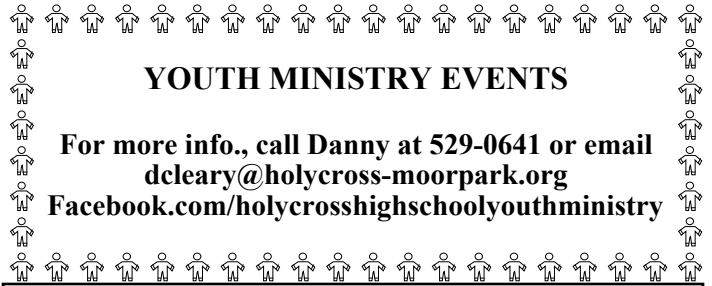 YOUTH MINISTRY EVENTS
For more info., call Danny at 529-0641 or email
dcleary@holycross-moorpark.org
Facebook.com/holycrosshighschoolyouthministry